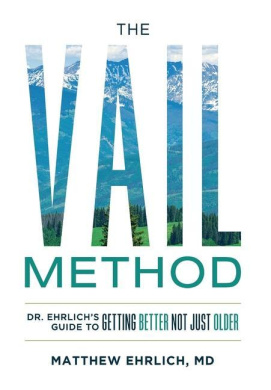 THE
VAIL
METHOD
DR. EHRLICH'S
GUIDE TO GETTING BETTER NOT JUST OLDER
MATTHEW EHRLICH, MD